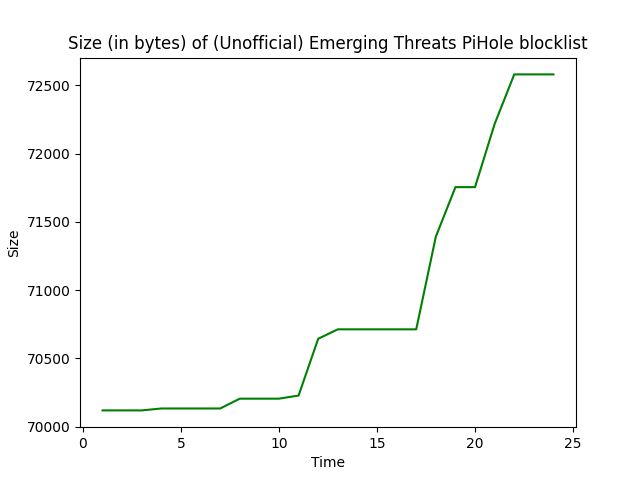 Size (in bytes) of (Unofficial) Emerging Threats PiHole blocklist
72500
72000
71500
71000
70500
70000
Size
0 5 10 15 20 25
Time